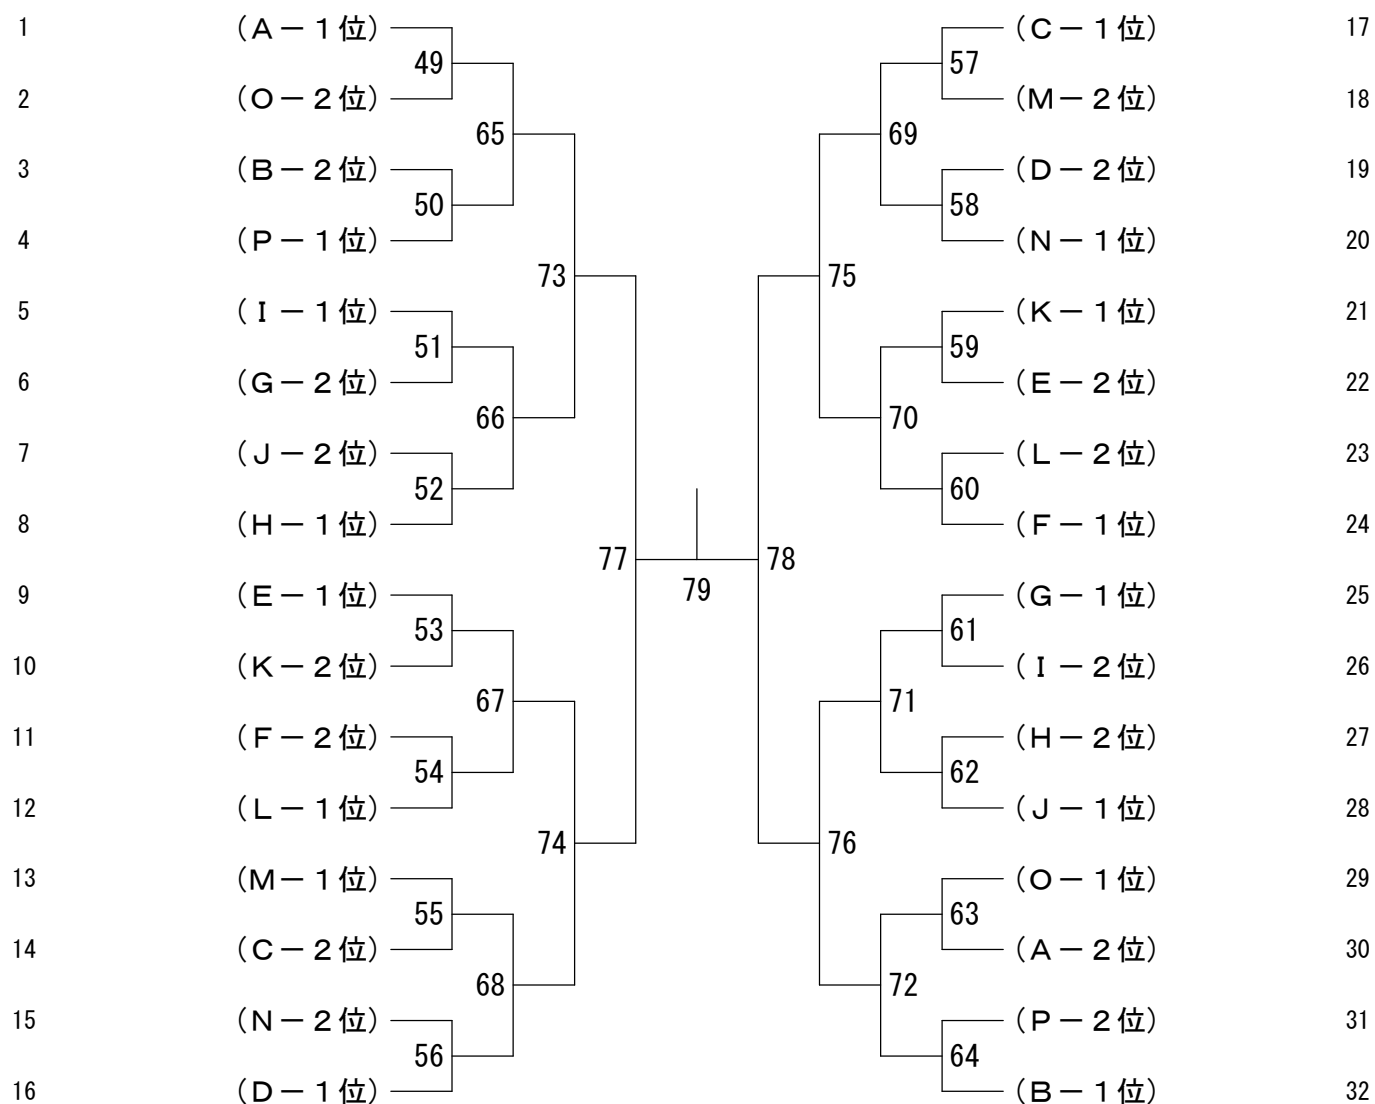 1 (A－1位) (C－1位) 17
49 57
2 (O－2位) (M－2位) 18
65 69
3 (B－2位) (D－2位) 19
50 58
4 (P－1位) (N－1位) 20
73 75
5 (I－1位) (K－1位) 21
51 59
6 (G－2位) (E－2位) 22
66 70
7 (J－2位) (L－2位) 23
52 60
8 (H－1位) (F－1位) 24
77 78
79
9 (E－1位) (G－1位) 25
53 61
10 (K－2位) (I－2位) 26
67 71
11 (F－2位) (H－2位) 27
54 62
12 (L－1位) (J－1位) 28
74 76
13 (M－1位) (O－1位) 29
55 63
14 (C－2位) (A－2位) 30
68 72
15 (N－2位) (P－2位) 31
56 64
16 (D－1位) (B－1位) 32